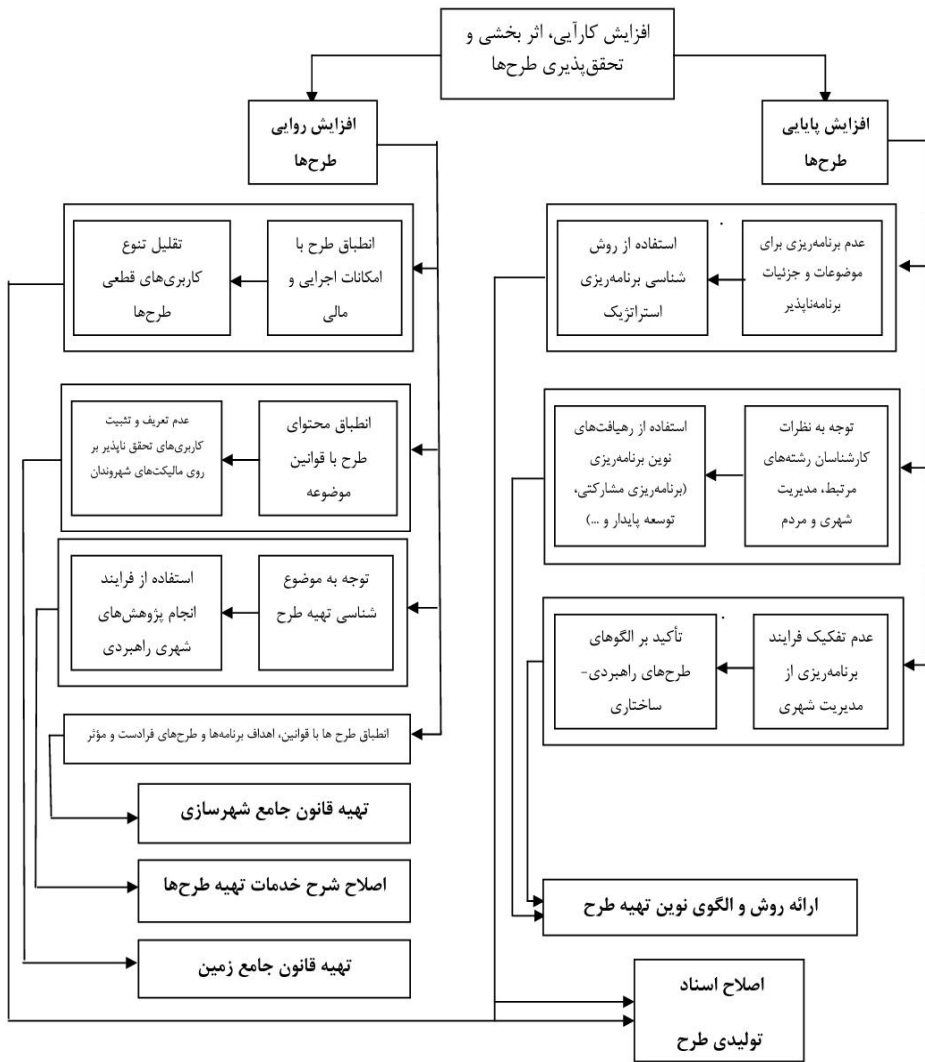 افزایش کارآیی، اثر بخشی و
تحقق‌پذیری طرح‌ها
افزایش پایایی
طرح‌ها
افزایش روایی
طرح‌ها
عدم برنامه‌ریزی برای
موضوعات و جزئیات
برنامه‌ناپذیر
استفاده از روش
شناسی برنامه‌ریزی
استراتژیک
انطباق طرح با
امکانات اجرایی و
مالی
تقلیل تنوع
کاربری‌های قطعی
طرح‌ها
توجه به نظرات
کارشناسان رشته‌های
مرتبط، مدیریت
شهری و مردم
استفاده از رهیافت‌های
نوین برنامه‌ریزی
(برنامه‌ریزی مشارکتی،
توسعه پایدار و ...)
انطباق محتوای
طرح با قوانین
موضوعه
عدم تعریف و تثبیت
کاربری‌های تحقق ناپذیر بر
روی مالیکت‌های شهروندان
عدم تفکیک فرایند
برنامه‌ریزی از
مدیریت شهری
تأکید بر الگوهای
طرح‌های راهبردی-
ساختاری
توجه به موضوع
شناسی تهیه طرح
استفاده از فرایند
انجام پژوهش‌های
شهری راهبردی
انطباق طرح ها با قوانین، اهداف برنامه‌ها و طرح‌های فرادست و مؤثر
تهیه قانون جامع شهرسازی
اصلاح شرح خدمات تهیه طرح‌ها
تهیه قانون جامع زمین
ارائه روش و الگوی نوین تهیه طرح
اصلاح اسناد
تولیدی طرح